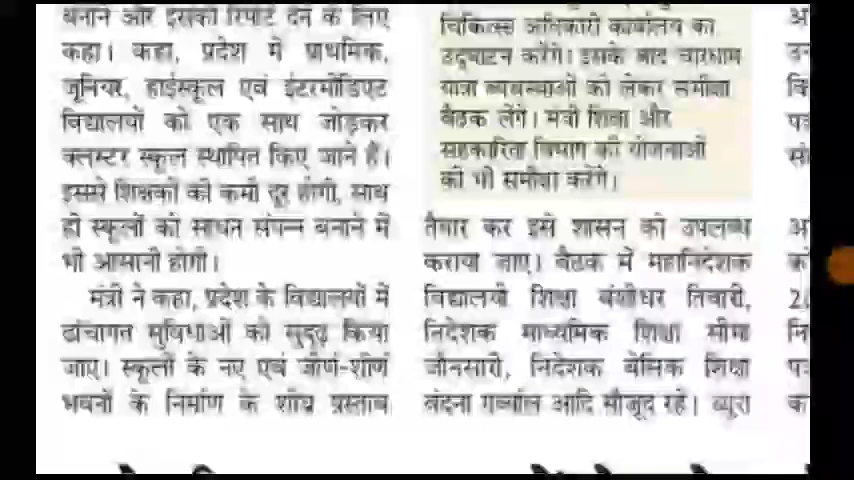 बनाने और इसकी रिपोर्ट देने के लिए
कहा। कहा, प्रदेश में प्राथमिक,
जूनियर, हाईस्कूल एवं इंटरमीडिएट
विद्यालयों को एक साथ जोड़कर
क्लस्टर स्कूल स्थापित किए जाने हैं।
इससे शिक्षकों की कमी दूर होगी, साथ
ही स्कूलों को साधन संपन्न बनाने में
भी आसानी होगी।
मंत्री ने कहा, प्रदेश के विद्यालयों में
ढांचागत सुविधाओं को सुदृढ़ किया
जाए। स्कूलों के नए एवं जीर्ण-शीर्ण
भवनों के निर्माण के शीघ्र प्रस्ताव
चिकित्सा अधिकारी कार्यालय का
उद्घाटन करेंगे। इसके बाद चारधाम
यात्रा व्यवस्थाओं को लेकर समीक्षा
बैठक लेंगे। मंत्री शिक्षा और
सहकारिता विभाग की योजनाओं
की भी समीक्षा करेंगे।
तैयार कर इसे शासन को उपलब्ध
कराया जाए। बैठक में महानिदेशक
विद्यालयी शिक्षा बंशीधर तिवारी,
निदेशक माध्यमिक शिक्षा सीमा
जौनसारी, निदेशक बेसिक शिक्षा
वंदना गर्ब्याल आदि मौजूद रहे। ब्यूरो